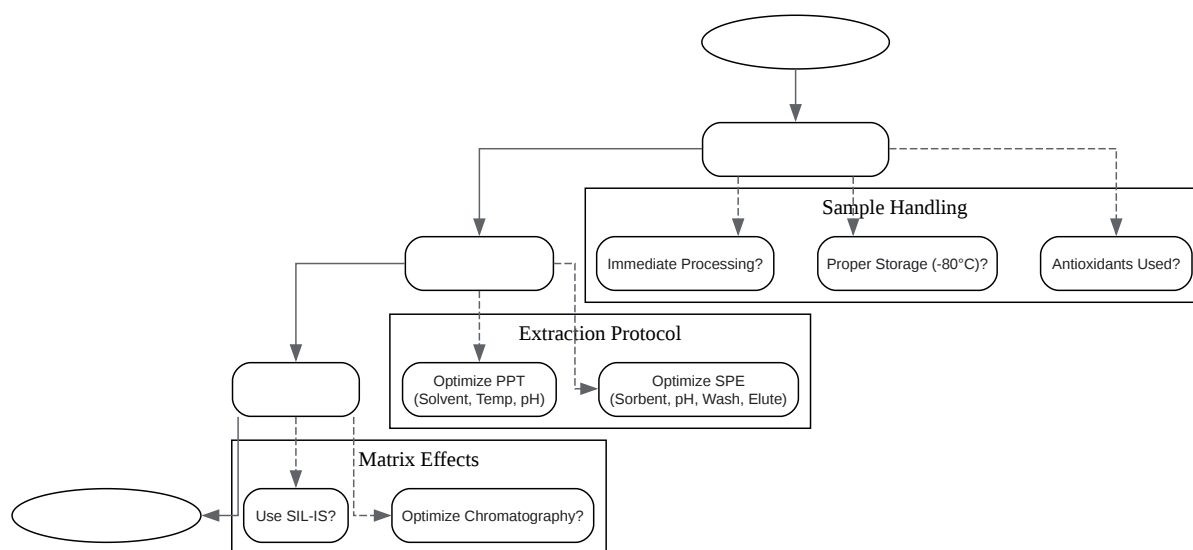 Sample Handling
Immediate Processing?
Proper Storage (-80°C)?
Antioxidants Used?
Extraction Protocol
Optimize PPT
(Solvent, Temp, pH)
Optimize SPE
(Sorbent, pH, Wash, Elute)
Matrix Effects
Use SIL-IS?
Optimize Chromatography?